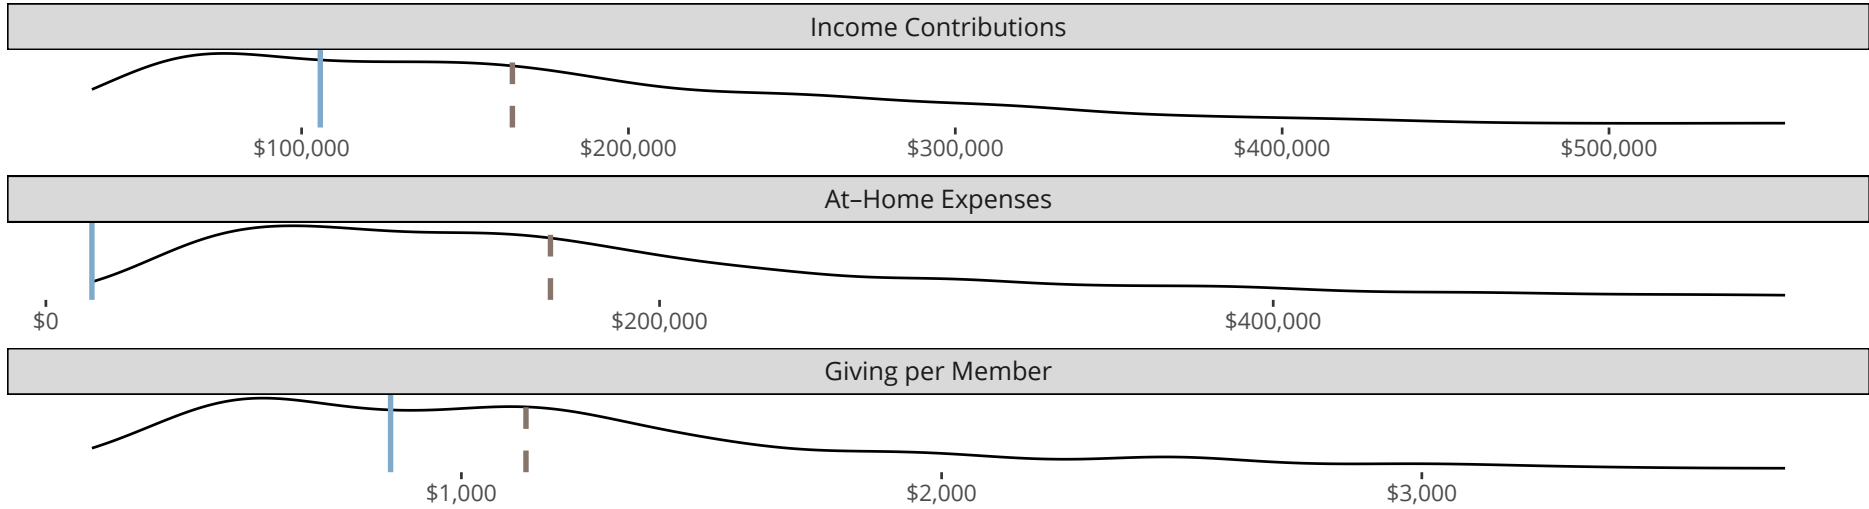 Income Contributions
$100,000 $200,000 $300,000 $400,000 $500,000
At–Home Expenses
$0 $200,000 $400,000
Giving per Member
$1,000 $2,000 $3,000